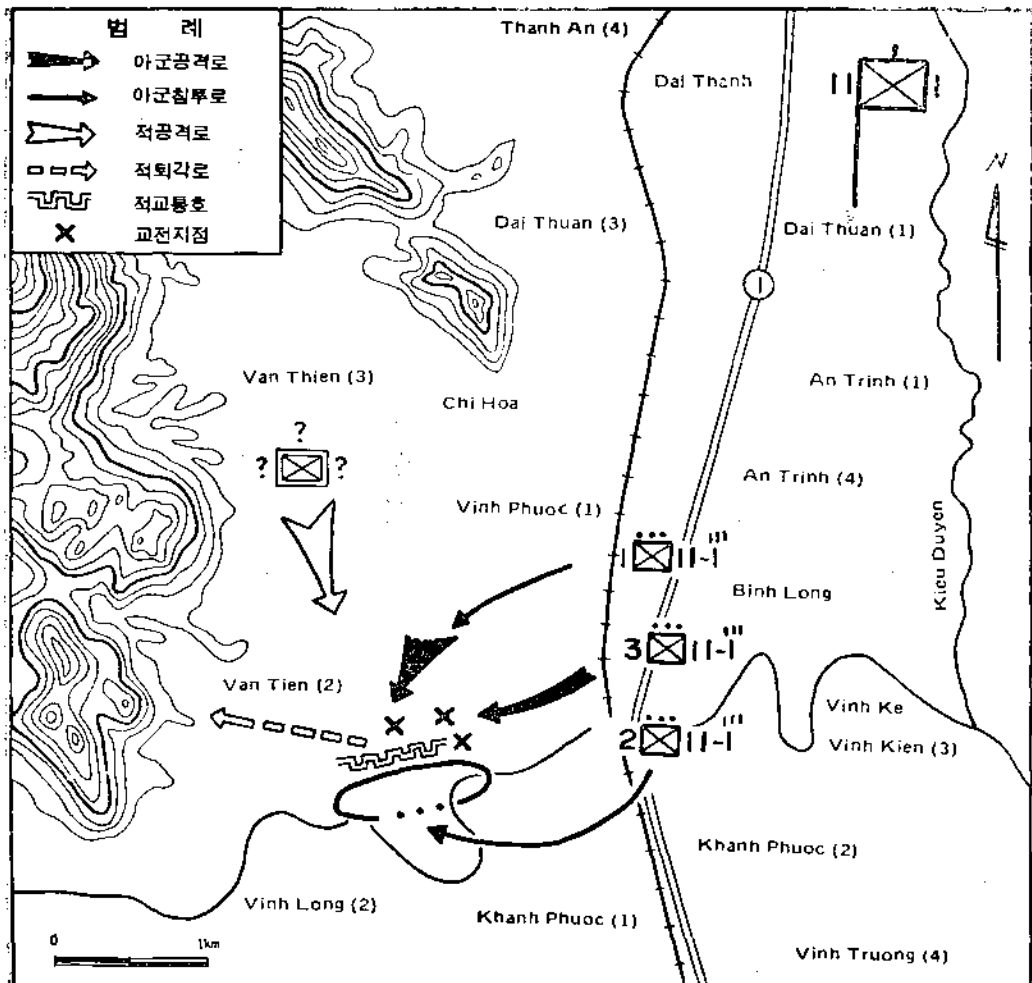 범 례
아군공격로
아군침투로
적공격로
적퇴각로
적교통호
교전지점
Thanh An (4)
Dai Thanh
11 1
N
Dai Thuan (3)
Dai Thuan (1)
1
Van Thien (3)
Chi Hoa
An Trinh (1)
?
? ?
An Trinh (4)
Vinh Phuoc (1)
Kieu Duyen
1 11-1
Binh Long
3 11-1
Van Tien (2)
Vinh Ke
2 11-1
Vinh Kien (3)
Khanh Phuoc (2)
Vinh Long (2)
Khanh Phuoc (1)
0 1km
Vinh Truong (4)